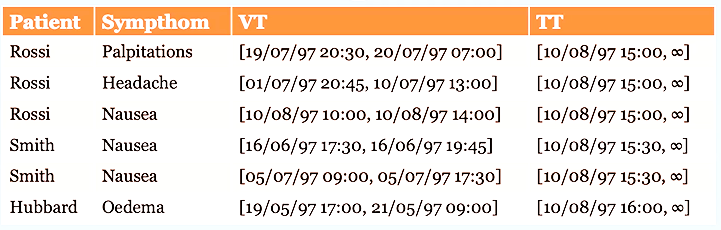 Patient Sympthom VT TT
Rossi Palpitations [19/07/97 20:30, 20/07/97 07:00] [10/08/97 15:00, ∞]
Rossi Headache [01/07/97 20:45, 10/07/97 13:00] [10/08/97 15:00, ∞]
Rossi Nausea [10/08/97 10:00, 10/08/97 14:00] [10/08/97 15:00, ∞]
Smith Nausea [16/06/97 17:30, 16/06/97 19:45] [10/08/97 15:30, ∞]
Smith Nausea [05/07/97 09:00, 05/07/97 17:30] [10/08/97 15:30, ∞]
Hubbard Oedema [19/05/97 17:00, 21/05/97 09:00] [10/08/97 16:00, ∞]